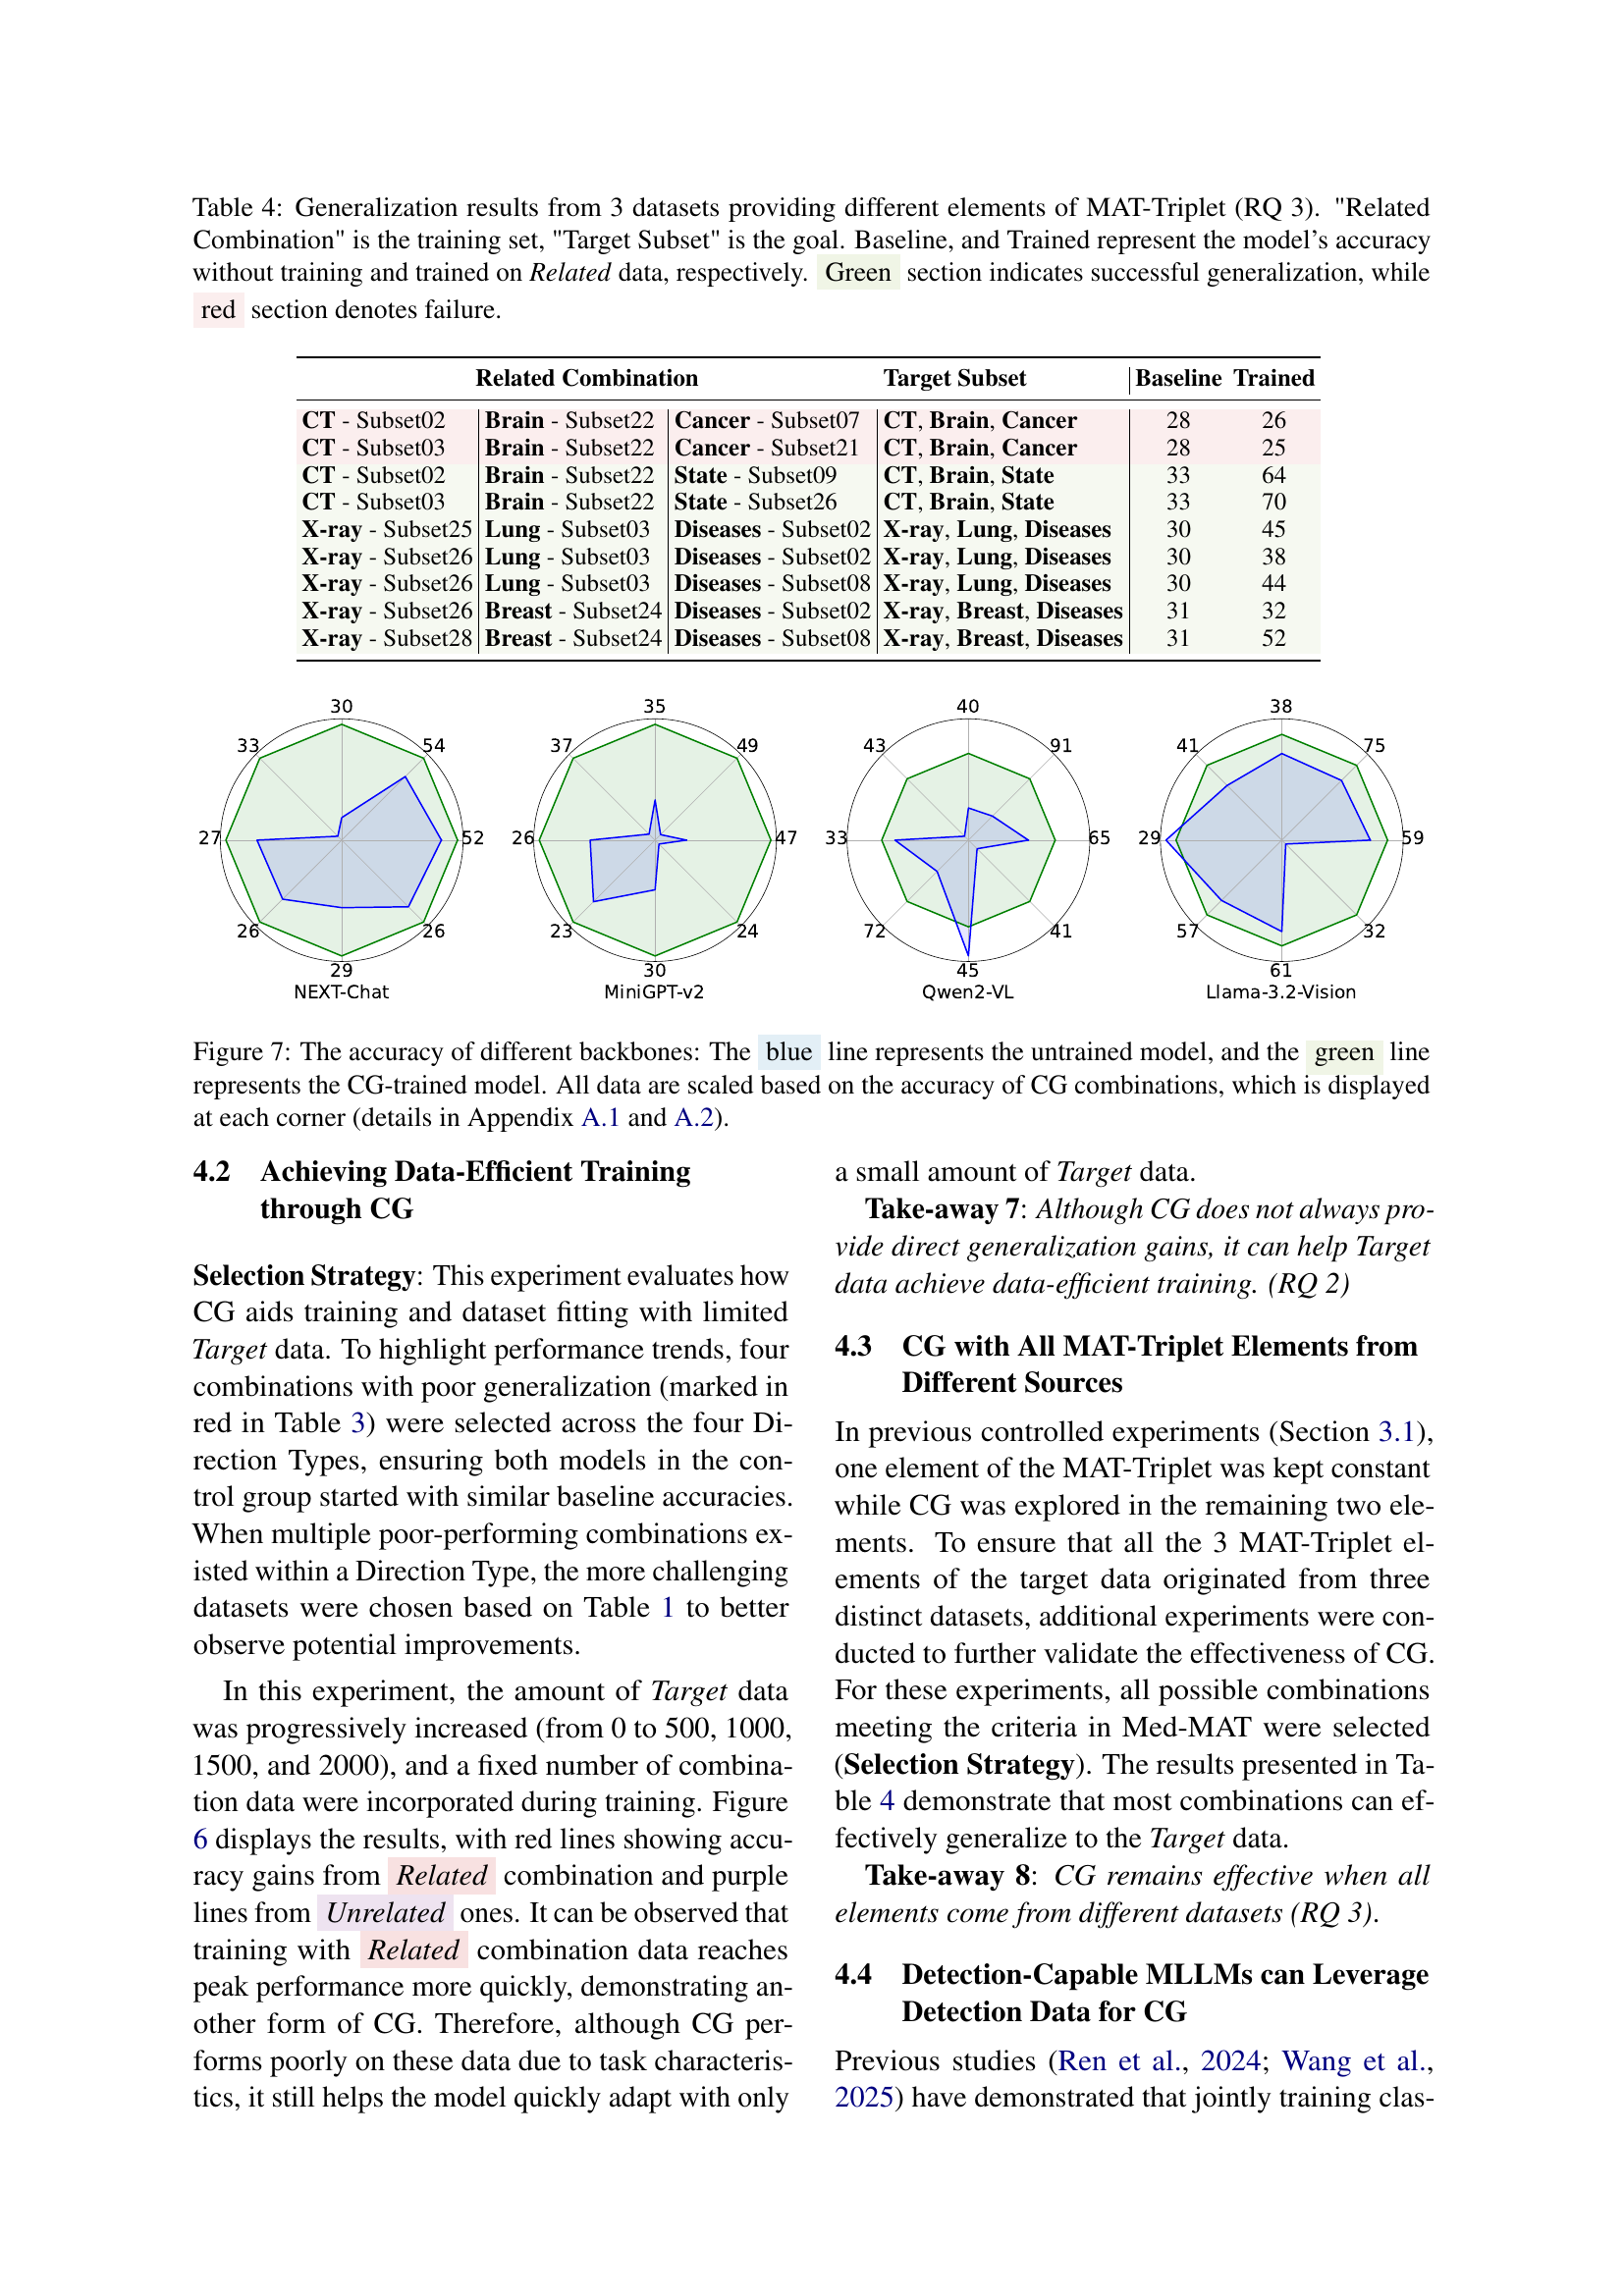 Table 4: Generalization results from 3 datasets providing different elements of MAT-Triplet (RQ 3). "Related
Combination" is the training set, "Target Subset" is the goal. Baseline, and Trained represent the model's accuracy
without training and trained on Related data, respectively. Green section indicates successful generalization, while
red section denotes failure.
Related Combination Target Subset Baseline Trained
CT - Subset02 Brain - Subset22 Cancer - Subset07 CT, Brain, Cancer 28 26
CT - Subset03 Brain - Subset22 Cancer - Subset21 CT, Brain, Cancer 28 25
CT - Subset02 Brain - Subset22 State - Subset09 CT, Brain, State 33 64
CT - Subset03 Brain - Subset22 State - Subset26 CT, Brain, State 33 70
X-ray - Subset25 Lung - Subset03 Diseases - Subset02 X-ray, Lung, Diseases 30 45
X-ray - Subset26 Lung - Subset03 Diseases - Subset02 X-ray, Lung, Diseases 30 38
X-ray - Subset26 Lung - Subset03 Diseases - Subset08 X-ray, Lung, Diseases 30 44
X-ray - Subset26 Breast - Subset24 Diseases - Subset02 X-ray, Breast, Diseases 31 32
X-ray - Subset28 Breast - Subset24 Diseases - Subset08 X-ray, Breast, Diseases 31 52
30 35 40 38
33 54 37 49 43 91 41 75
27 52 26 47 33 65 29 59
26 26 23 24 72 41 57 32
29 30 45 61
NEXT-Chat MiniGPT-v2 Qwen2-VL Llama-3.2-Vision
Figure 7: The accuracy of different backbones: The blue line represents the untrained model, and the green line
represents the CG-trained model. All data are scaled based on the accuracy of CG combinations, which is displayed
at each corner (details in Appendix A.1 and A.2).
4.2 Achieving Data-Efficient Training
through CG
Selection Strategy: This experiment evaluates how
CG aids training and dataset fitting with limited
Target data. To highlight performance trends, four
combinations with poor generalization (marked in
red in Table 3) were selected across the four Di-
rection Types, ensuring both models in the con-
trol group started with similar baseline accuracies.
When multiple poor-performing combinations ex-
isted within a Direction Type, the more challenging
datasets were chosen based on Table 1 to better
observe potential improvements.
In this experiment, the amount of Target data
was progressively increased (from 0 to 500, 1000,
1500, and 2000), and a fixed number of combina-
tion data were incorporated during training. Figure
6 displays the results, with red lines showing accu-
racy gains from Related combination and purple
lines from Unrelated ones. It can be observed that
training with Related combination data reaches
peak performance more quickly, demonstrating an-
other form of CG. Therefore, although CG per-
forms poorly on these data due to task characteris-
tics, it still helps the model quickly adapt with only
a small amount of Target data.
Take-away 7: Although CG does not always pro-
vide direct generalization gains, it can help Target
data achieve data-efficient training. (RQ 2)
4.3 CG with All MAT-Triplet Elements from
Different Sources
In previous controlled experiments (Section 3.1),
one element of the MAT-Triplet was kept constant
while CG was explored in the remaining two ele-
ments. To ensure that all the 3 MAT-Triplet el-
ements of the target data originated from three
distinct datasets, additional experiments were con-
ducted to further validate the effectiveness of CG.
For these experiments, all possible combinations
meeting the criteria in Med-MAT were selected
(Selection Strategy). The results presented in Ta-
ble 4 demonstrate that most combinations can ef-
fectively generalize to the Target data.
Take-away 8: CG remains effective when all
elements come from different datasets (RQ 3).
4.4 Detection-Capable MLLMs can Leverage
Detection Data for CG
Previous studies (Ren et al., 2024; Wang et al.,
2025) have demonstrated that jointly training clas-